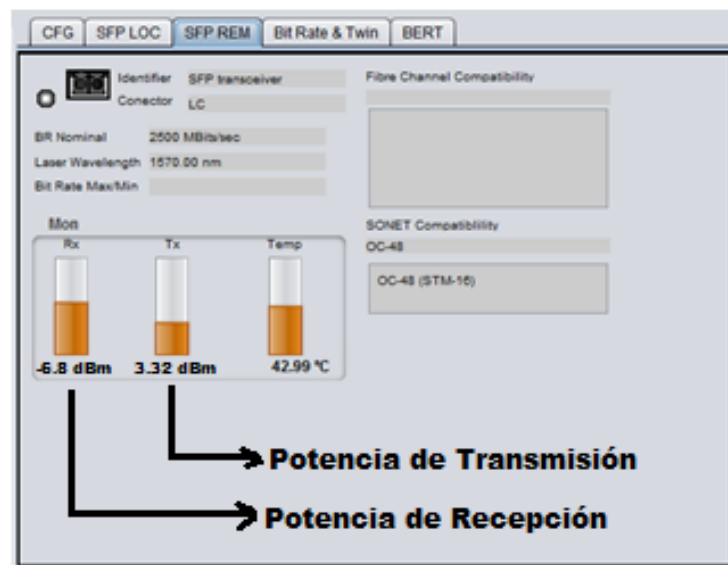 CFG SFP LOC SFP REM Bit Rate & Twin BERT
Identifier SFP transceiver
Conector LC
BR Nominal 2500 MBits/sec
Laser Wavelength 1570.00 nm
Bit Rate Max/Min
Fibre Channel Compatibility
Mon
Rx Tx Temp
-6.8 dBm 3.32 dBm 42.99 ºC
SONET Compatiblility
OC-48
OC-48 (STM-16)
Potencia de Transmisión
Potencia de Recepción